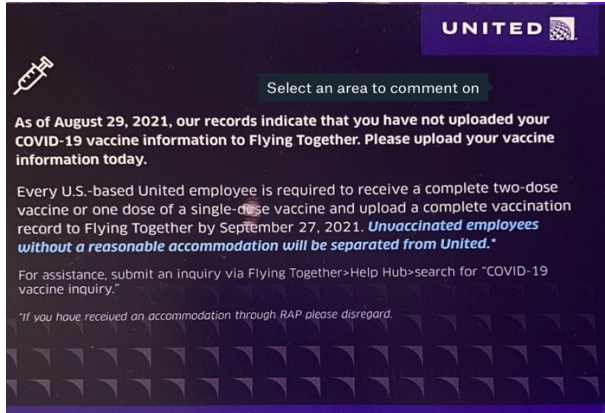 UNITED
Select an area to comment on
As of August 29, 2021, our records indicate that you have not uploaded your
COVID-19 vaccine information to Flying Together. Please upload your vaccine
information today.
Every U.S.-based United employee is required to receive a complete two-dose
vaccine or one dose of a single-dose vaccine and upload a complete vaccination
record to Flying Together by September 27, 2021. Unvaccinated employees
without a reasonable accommodation will be separated from United.*
For assistance, submit an inquiry via Flying Together>Help Hub>search for "COVID-19
vaccine inquiry."
*If you have received an accommodation through RAP please disregard.